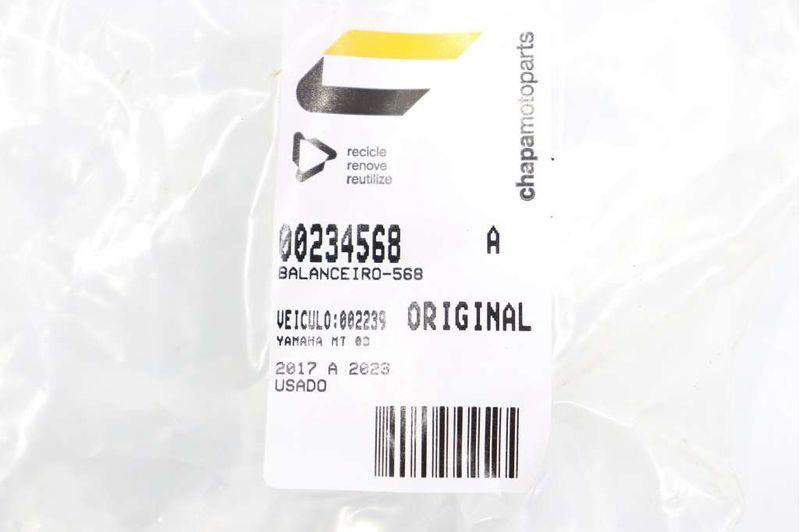 chapamotoparts
recicle
renove
reutilize
00234568 A
BALANCEIRO-568
VEICULO:002239 ORIGINAL
YAMAHA MT 03
2017 A 2023
USADO